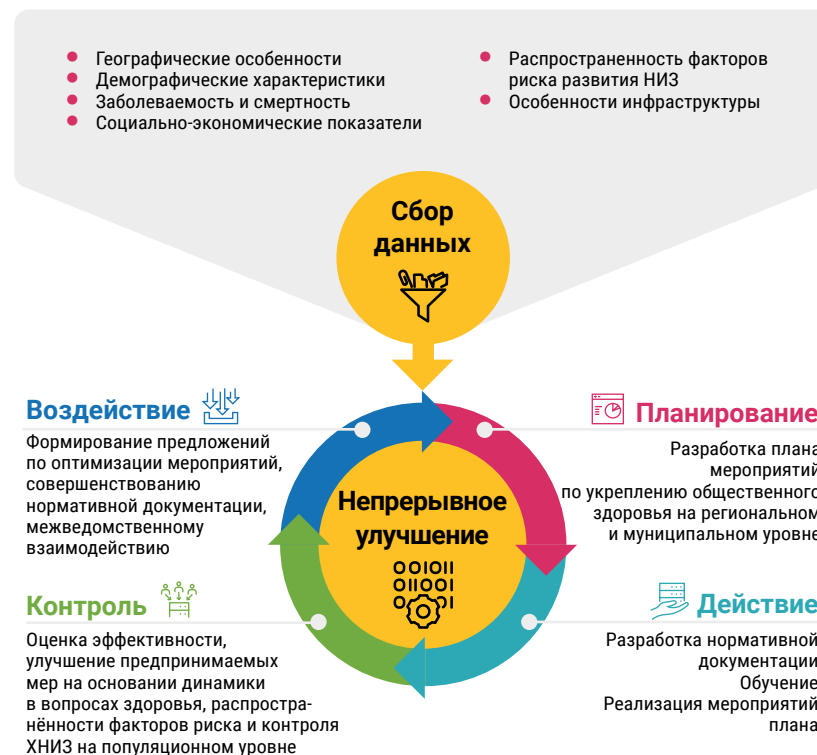 Географические особенности
Демографические характеристики
Заболеваемость и смертность
Социально-экономические показатели
Распространенность факторов
риска развития НИЗ
Особенности инфраструктуры
Сбор
данных
Воздействие
Формирование предложений
по оптимизации мероприятий,
совершенствованию
нормативной документации,
межведомственному
взаимодействию
Планирование
Разработка плана
мероприятий
по укреплению общественного
здоровья на региональном
и муниципальном уровне
Непрерывное
улучшение
001011
011001
Контроль
Оценка эффективности,
улучшение предпринимаемых
мер на основании динамики
в вопросах здоровья, распростра-
нённости факторов риска и контроля
ХНИЗ на популяционном уровне
Действие
Разработка нормативной
документации
Обучение
Реализация мероприятий
плана